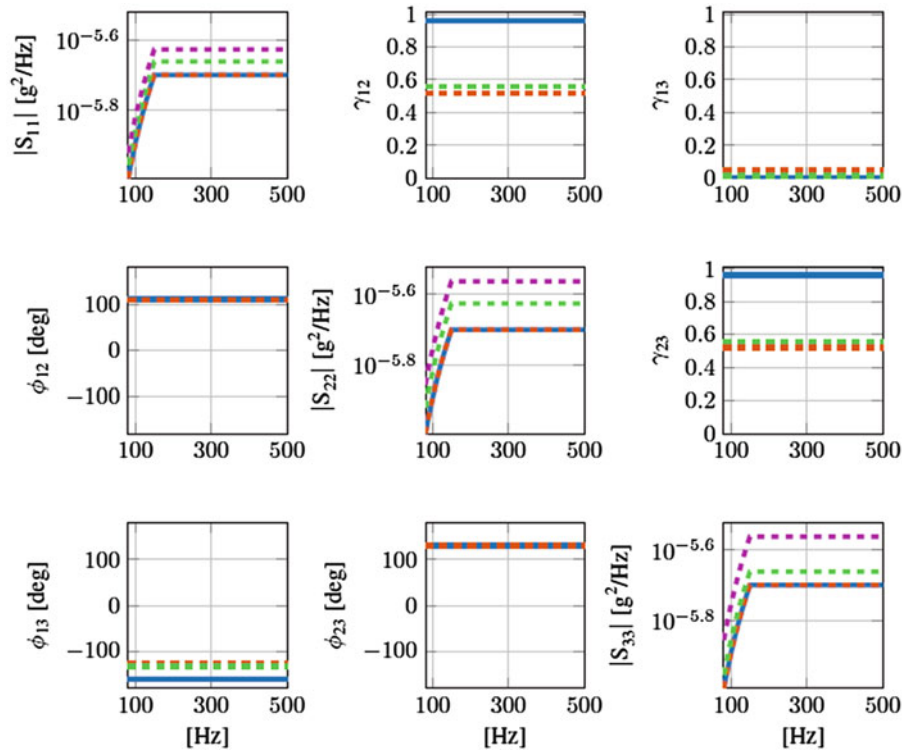 |S₁₁| [g²/Hz]
10⁻⁵·⁶
10⁻⁵·⁸
100 300 500
γ₁₂
1
0.8
0.6
0.4
0.2
0
100 300 500
γ₁₃
1
0.8
0.6
0.4
0.2
0
100 300 500
ϕ₁₂ [deg]
100
0
−100
100 300 500
|S₂₂| [g²/Hz]
10⁻⁵·⁶
10⁻⁵·⁸
100 300 500
γ₂₃
1
0.8
0.6
0.4
0.2
0
100 300 500
ϕ₁₃ [deg]
100
0
−100
100 300 500
[Hz]
ϕ₂₃ [deg]
100
0
−100
100 300 500
[Hz]
|S₃₃| [g²/Hz]
10⁻⁵·⁶
10⁻⁵·⁸
100 300 500
[Hz]